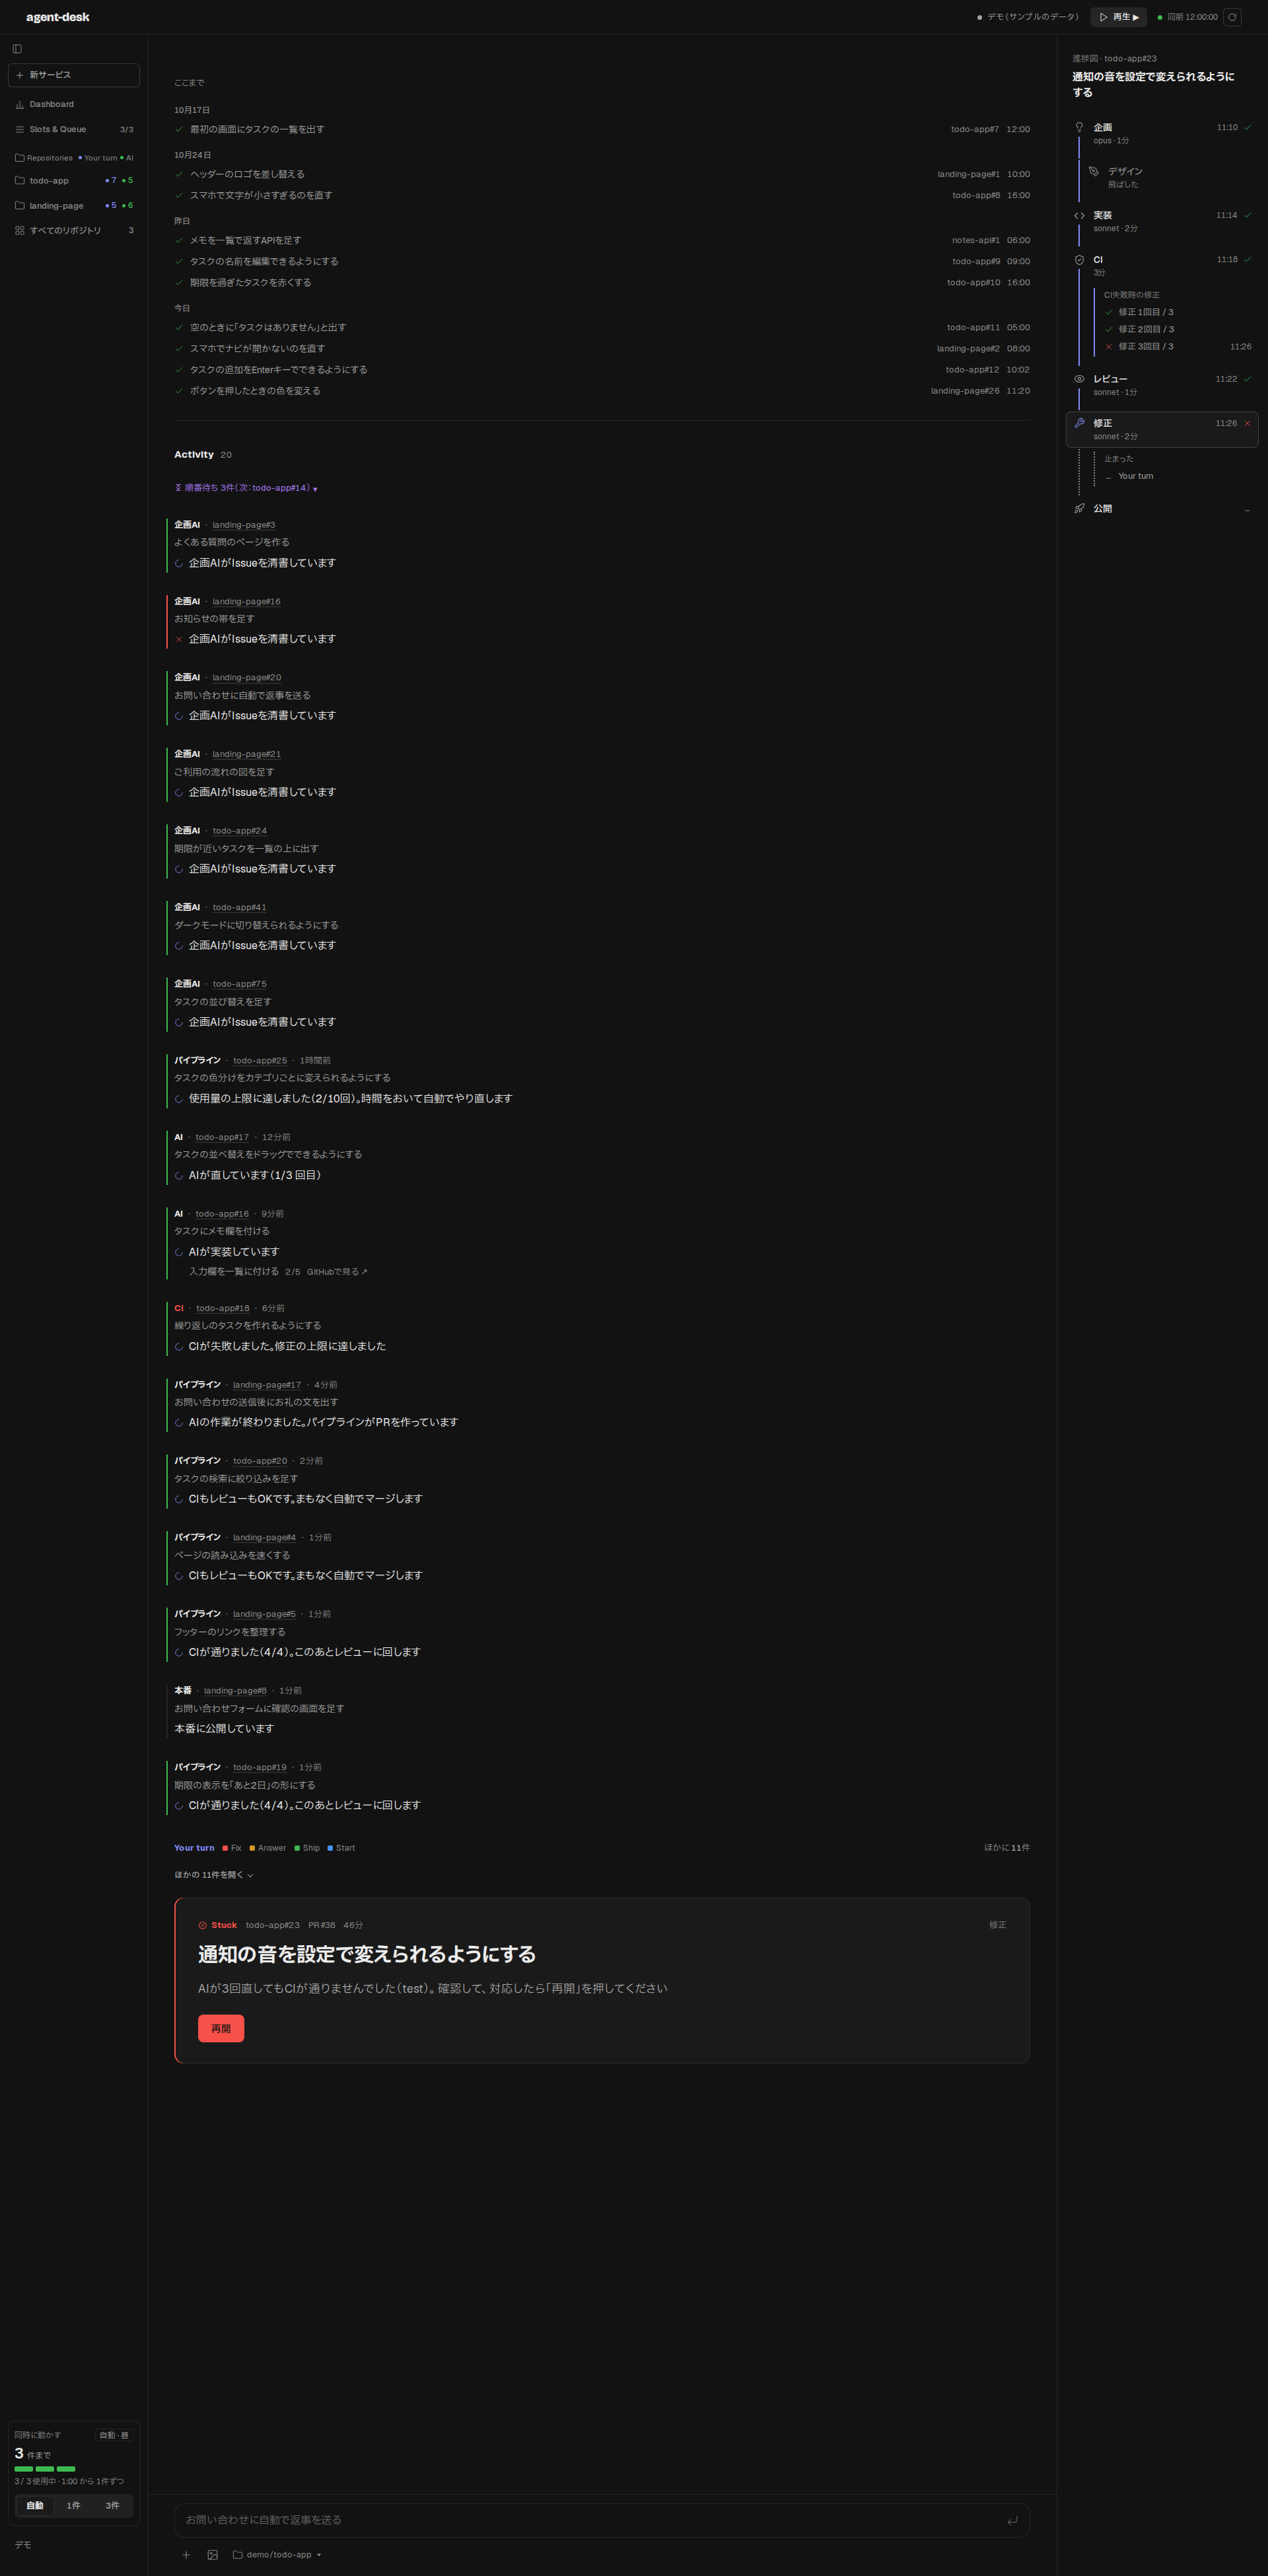 agent-desk
デモ(サンプルのデータ)
再生 ▶
同期 12:00:00
新サービス
Dashboard
Slots & Queue 3/3
Repositories Your turn AI
todo-app 7 5
landing-page 5 6
すべてのリポジトリ 3
ここまで
10月17日
最初の画面にタスクの一覧を出す todo-app#7 12:00
10月24日
ヘッダーのロゴを差し替える landing-page#1 10:00
スマホで文字が小さすぎるのを直す todo-app#8 16:00
昨日
メモを一覧で返すAPIを足す notes-api#1 06:00
タスクの名前を編集できるようにする todo-app#9 09:00
期限を過ぎたタスクを赤くする todo-app#10 16:00
今日
空のときに「タスクはありません」と出す todo-app#11 05:00
スマホでナビが開かないのを直す landing-page#2 08:00
タスクの追加をEnterキーでできるようにする todo-app#12 10:02
ボタンを押したときの色を変える landing-page#26 11:20
Activity 20
順番待ち 3件(次:todo-app#14) ▾
企画AI · landing-page#3
よくある質問のページを作る
企画AIがIssueを清書しています
企画AI · landing-page#16
お知らせの帯を足す
企画AIがIssueを清書しています
企画AI · landing-page#20
お問い合わせに自動で返事を送る
企画AIがIssueを清書しています
企画AI · landing-page#21
ご利用の流れの図を足す
企画AIがIssueを清書しています
企画AI · todo-app#24
期限が近いタスクを一覧の上に出す
企画AIがIssueを清書しています
企画AI · todo-app#41
ダークモードに切り替えられるようにする
企画AIがIssueを清書しています
企画AI · todo-app#75
タスクの並び替えを足す
企画AIがIssueを清書しています
パイプライン · todo-app#25 · 1時間前
タスクの色分けをカテゴリごとに変えられるようにする
使用量の上限に達しました(2/10回)。時間をおいて自動でやり直します
AI · todo-app#17 · 12分前
タスクの並べ替えをドラッグでできるようにする
AIが直しています(1/3 回目)
AI · todo-app#16 · 9分前
タスクにメモ欄を付ける
AIが実装しています
入力欄を一覧に付ける 2/5 GitHubで見る ↗
CI · todo-app#18 · 6分前
繰り返しのタスクを作れるようにする
CIが失敗しました。修正の上限に達しました
パイプライン · landing-page#17 · 4分前
お問い合わせの送信後にお礼の文を出す
AIの作業が終わりました。パイプラインがPRを作っています
パイプライン · todo-app#20 · 2分前
タスクの検索に絞り込みを足す
CIもレビューもOKです。まもなく自動でマージします
パイプライン · landing-page#4 · 1分前
ページの読み込みを速くする
CIもレビューもOKです。まもなく自動でマージします
パイプライン · landing-page#5 · 1分前
フッターのリンクを整理する
CIが通りました(4/4)。このあとレビューに回します
本番 · landing-page#8 · 1分前
お問い合わせフォームに確認の画面を足す
本番に公開しています
パイプライン · todo-app#19 · 1分前
期限の表示を「あと2日」の形にする
CIが通りました(4/4)。このあとレビューに回します
Your turn Fix Answer Ship Start ほかに 11件
ほかの 11件を開く
Stuck todo-app#23 PR#38 46分 修正
通知の音を設定で変えられるようにする
AIが3回直してもCIが通りませんでした(test)。確認して、対応したら「再開」を押してください
再開
お問い合わせに自動で返事を送る
demo/todo-app
同時に動かす 自動 · 昼
3 件まで
3 / 3 使用中 · 1:00 から 1件ずつ
自動 1件 3件
デモ
進捗図 · todo-app#23
通知の音を設定で変えられるように
する
企画 11:10
opus · 1分
デザイン
飛ばした
実装 11:14
sonnet · 2分
CI 11:18
3分
CI失敗時の修正
修正 1回目 / 3
修正 2回目 / 3
修正 3回目 / 3 11:26
レビュー 11:22
sonnet · 1分
修正 11:26
sonnet · 2分
止まった
… Your turn
公開 …